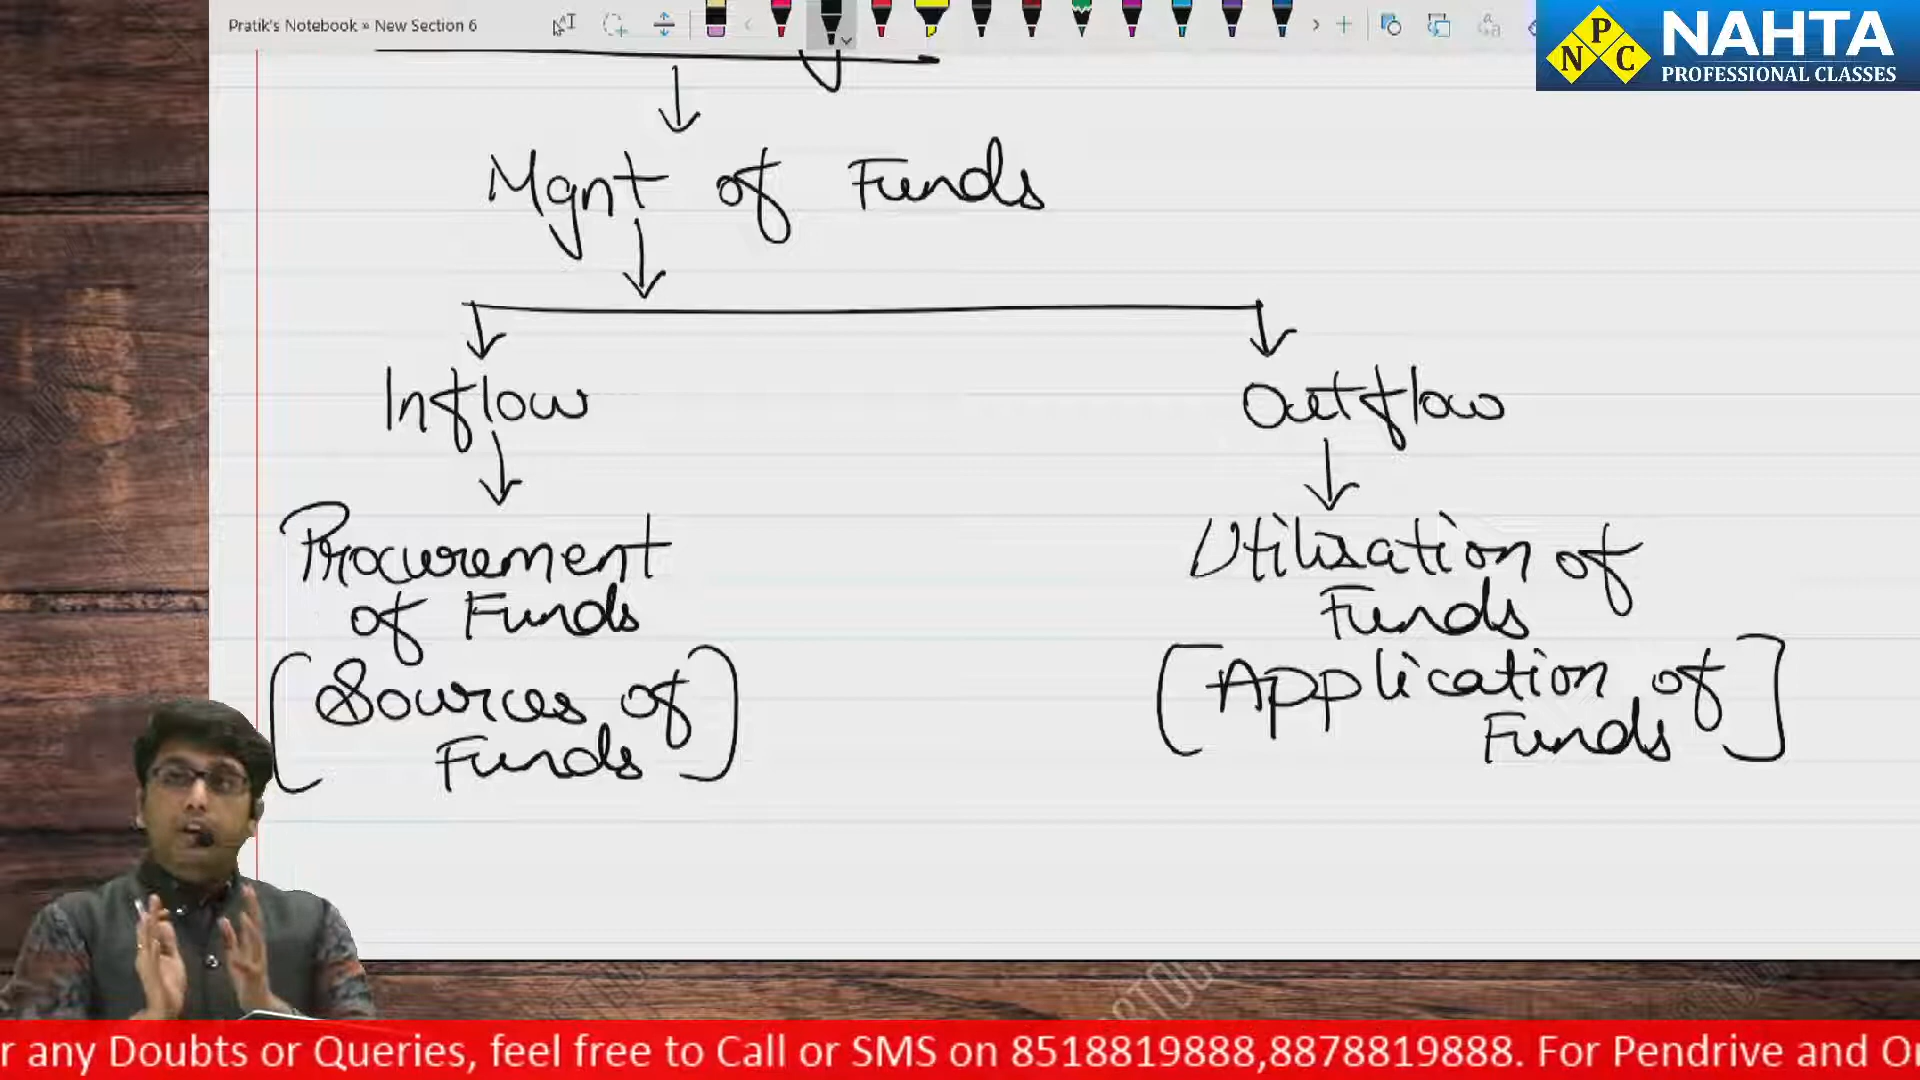 Pratik's Notebook » New Section 6
N P C
NAHTA
PROFESSIONAL CLASSES
Mgnt of Funds
Inflow
Outflow
Procurement
of Funds
(Sources of
Funds)
Utilisation of
Funds
[Application of
Funds]
r any Doubts or Queries, feel free to Call or SMS on 8518819888,8878819888. For Pendrive and O